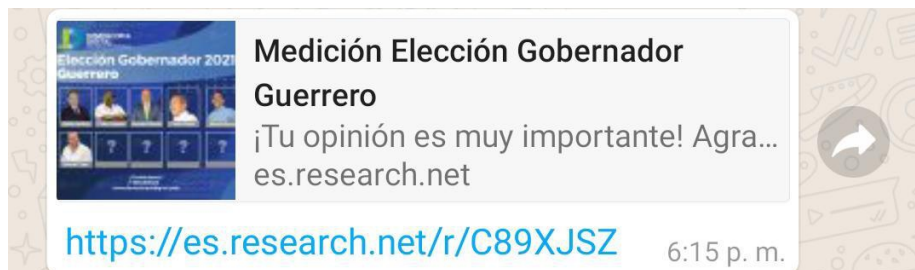 Elección Gobernador 2021
Guerrero
? ? ? ?
Medición Elección Gobernador
Guerrero
¡Tu opinión es muy importante! Agra...
es.research.net
https://es.research.net/r/C89XJSZ
6:15 p. m.